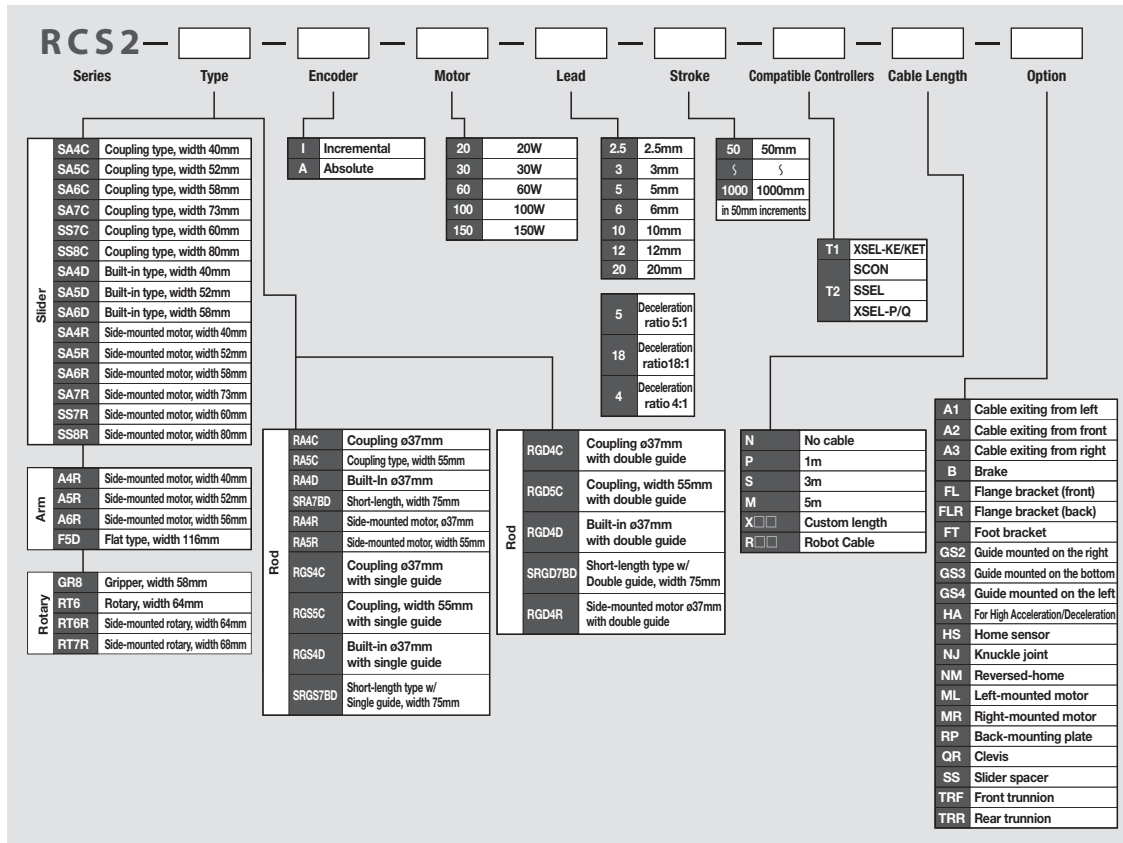 RCS2— — — — — — — —
Series Type Encoder Motor Lead Stroke Compatible Controllers Cable Length Option
Slider
SA4C Coupling type, width 40mm
SA5C Coupling type, width 52mm
SA6C Coupling type, width 58mm
SA7C Coupling type, width 73mm
SS7C Coupling type, width 60mm
SS8C Coupling type, width 80mm
SA4D Built-in type, width 40mm
SA5D Built-in type, width 52mm
SA6D Built-in type, width 58mm
SA4R Side-mounted motor, width 40mm
SA5R Side-mounted motor, width 52mm
SA6R Side-mounted motor, width 58mm
SA7R Side-mounted motor, width 73mm
SS7R Side-mounted motor, width 60mm
SS8R Side-mounted motor, width 80mm
Arm
A4R Side-mounted motor, width 40mm
A5R Side-mounted motor, width 52mm
A6R Side-mounted motor, width 56mm
F5D Flat type, width 116mm
Rotary
GR8 Gripper, width 58mm
RT6 Rotary, width 64mm
RT6R Side-mounted rotary, width 64mm
RT7R Side-mounted rotary, width 68mm
Rod
RA4C Coupling ø37mm
RA5C Coupling type, width 55mm
RA4D Built-In ø37mm
SRA7BD Short-length, width 75mm
RA4R Side-mounted motor, ø37mm
RA5R Side-mounted motor, width 55mm
RGS4C Coupling ø37mm
with single guide
RGS5C Coupling, width 55mm
with single guide
RGS4D Built-in ø37mm
with single guide
SRGS7BD Short-length type w/
Single guide, width 75mm
Rod
RGD4C Coupling ø37mm
with double guide
RGD5C Coupling, width 55mm
with double guide
RGD4D Built-in ø37mm
with double guide
SRGD7BD Short-length type w/
Double guide, width 75mm
RGD4R Side-mounted motor ø37mm
with double guide
I Incremental
A Absolute
20 20W
30 30W
60 60W
100 100W
150 150W
2.5 2.5mm
3 3mm
5 5mm
6 6mm
10 10mm
12 12mm
20 20mm
5 Deceleration
ratio 5:1
18 Deceleration
ratio18:1
4 Deceleration
ratio 4:1
50 50mm
⦚ ⦚
1000 1000mm
in 50mm increments
T1 XSEL-KE/KET
T2 SCON
SSEL
XSEL-P/Q
N No cable
P 1m
S 3m
M 5m
X□□ Custom length
R□□ Robot Cable
A1 Cable exiting from left
A2 Cable exiting from front
A3 Cable exiting from right
B Brake
FL Flange bracket (front)
FLR Flange bracket (back)
FT Foot bracket
GS2 Guide mounted on the right
GS3 Guide mounted on the bottom
GS4 Guide mounted on the left
HA For High Acceleration/Deceleration
HS Home sensor
NJ Knuckle joint
NM Reversed-home
ML Left-mounted motor
MR Right-mounted motor
RP Back-mounting plate
QR Clevis
SS Slider spacer
TRF Front trunnion
TRR Rear trunnion